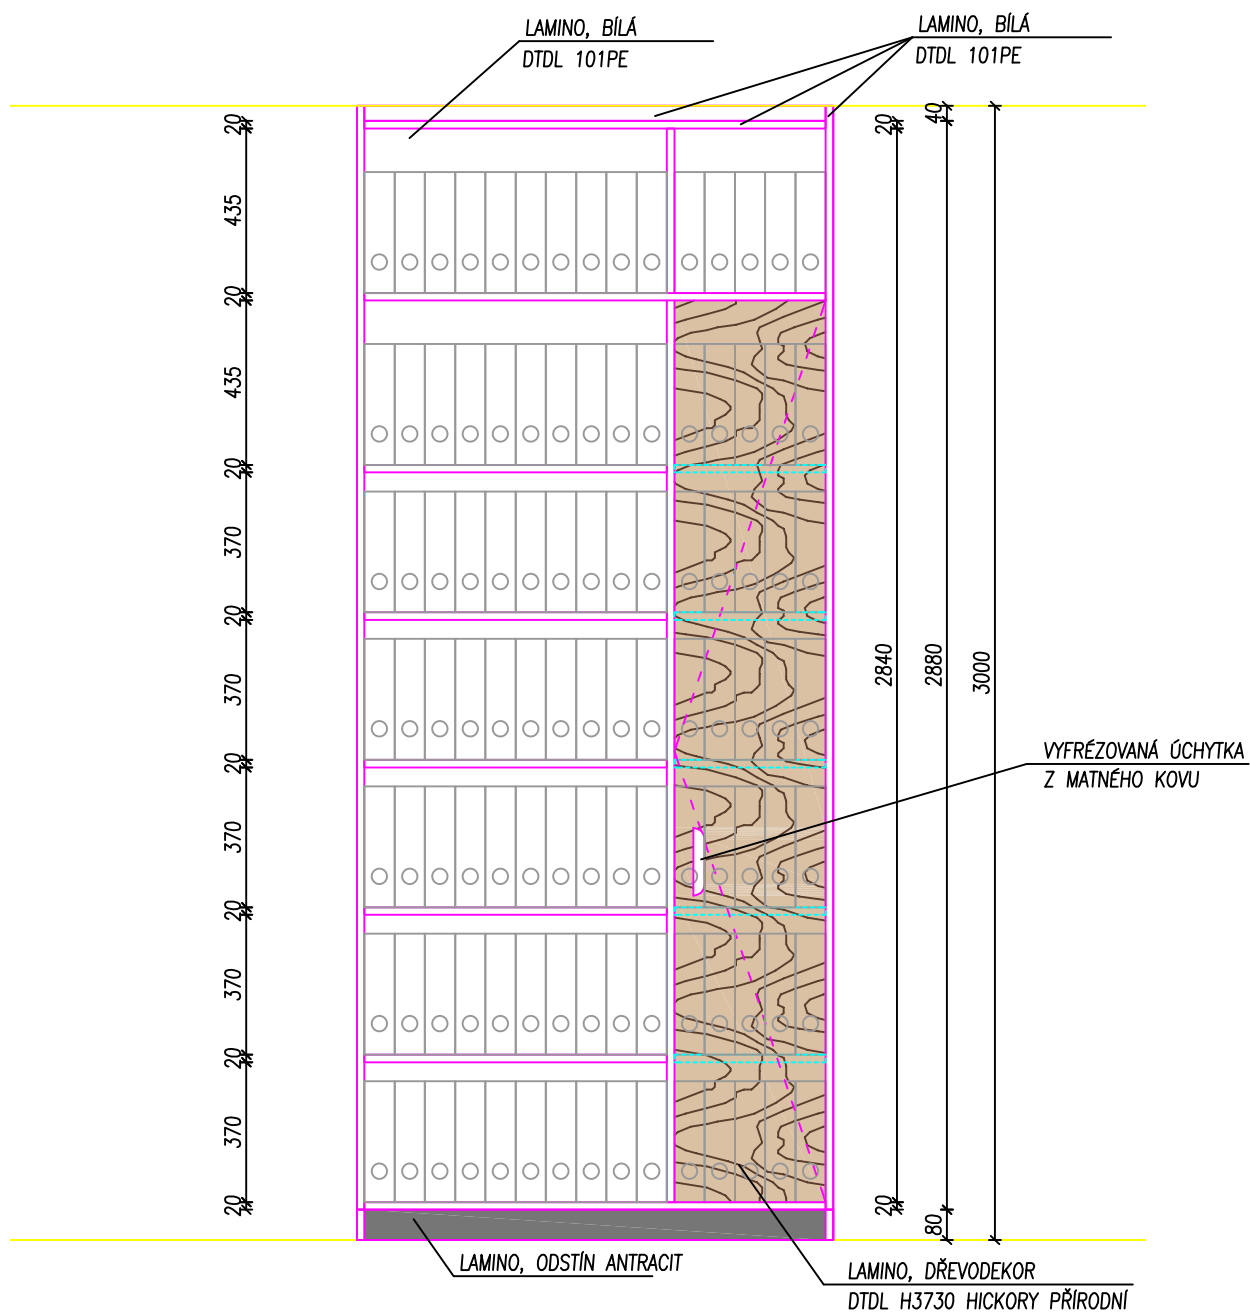 LAMINO, BÍLÁ
DTDL 101PE
LAMINO, BÍLÁ
DTDL 101PE
20
435
20
435
20
370
20
370
20
370
20
370
20
370
20
20
2840
20
40
2880
80
3000
VYFRÉZOVANÁ ÚCHYTKA
Z MATNÉHO KOVU
LAMINO, ODSTÍN ANTRACIT
LAMINO, DŘEVODEKOR
DTDL H3730 HICKORY PŘÍRODNÍ